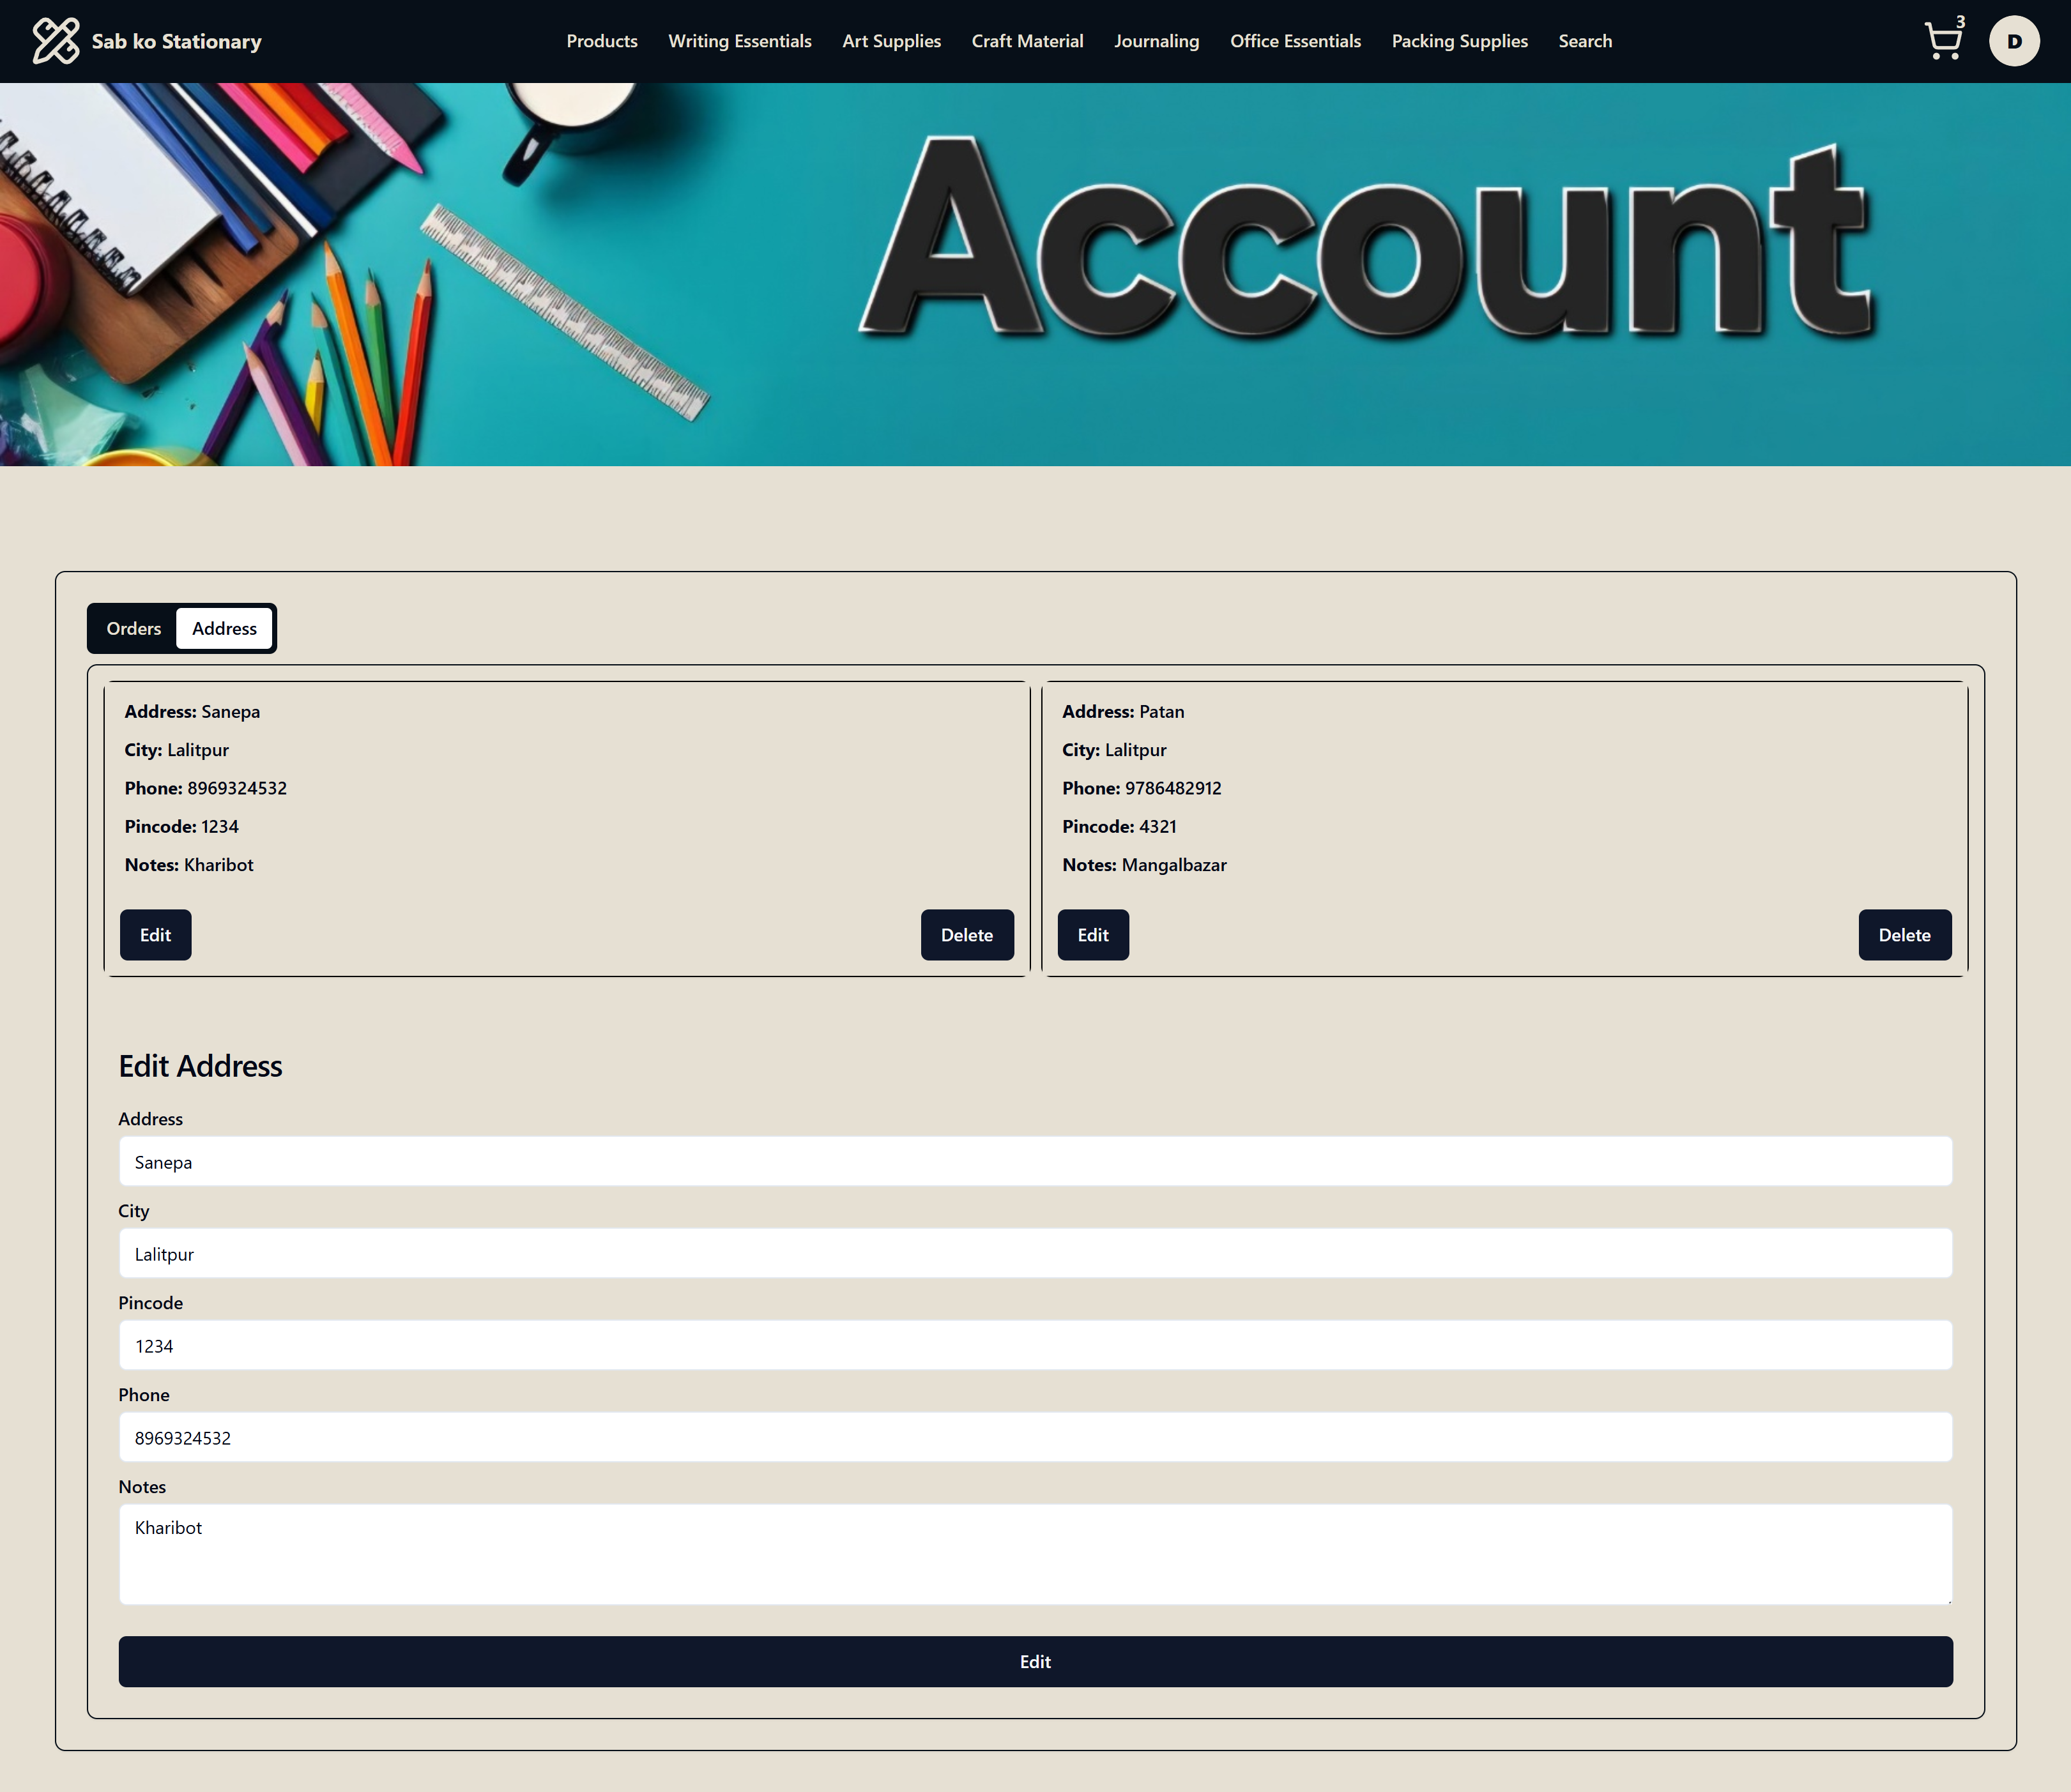 Sab ko Stationary
Products Writing Essentials Art Supplies Craft Material Journaling Office Essentials Packing Supplies Search
3
D
Account
Orders Address
Address: Sanepa
City: Lalitpur
Phone: 8969324532
Pincode: 1234
Notes: Kharibot
Edit Delete
Address: Patan
City: Lalitpur
Phone: 9786482912
Pincode: 4321
Notes: Mangalbazar
Edit Delete
Edit Address
Address
Sanepa
City
Lalitpur
Pincode
1234
Phone
8969324532
Notes
Kharibot
Edit